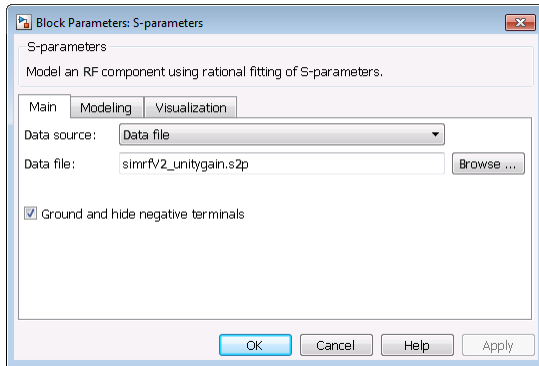 Block Parameters: S-parameters
S-parameters
Model an RF component using rational fitting of S-parameters.
Main Modeling Visualization
Data source: Data file
Data file: simrfV2_unitygain.s2p Browse ...
Ground and hide negative terminals
OK Cancel Help Apply